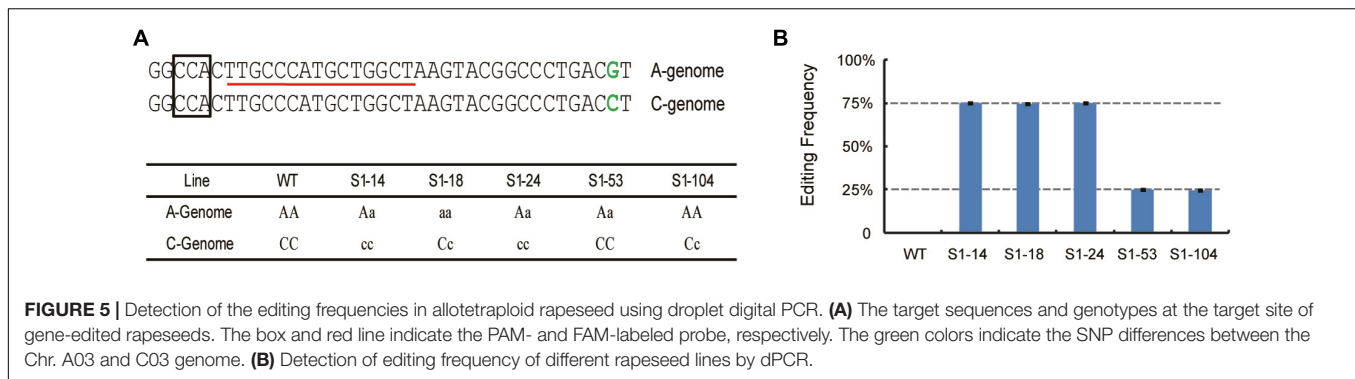 A
GGCCACTTGCCCATGCTGGCTAAGTACGGCCCTGACGT A-genome
GGCCACTTGCCCATGCTGGCTAAGTACGGCCCTGACCT C-genome
Line WT S1-14 S1-18 S1-24 S1-53 S1-104
A-Genome AA Aa aa Aa Aa AA
C-Genome CC cc Cc cc CC Cc
B
Editing Frequency
100%
75%
50%
25%
0
WT S1-14 S1-18 S1-24 S1-53 S1-104
FIGURE 5 | Detection of the editing frequencies in allotetraploid rapeseed using droplet digital PCR. (A) The target sequences and genotypes at the target site of
gene-edited rapeseeds. The box and red line indicate the PAM- and FAM-labeled probe, respectively. The green colors indicate the SNP differences between the
Chr. A03 and C03 genome. (B) Detection of editing frequency of different rapeseed lines by dPCR.